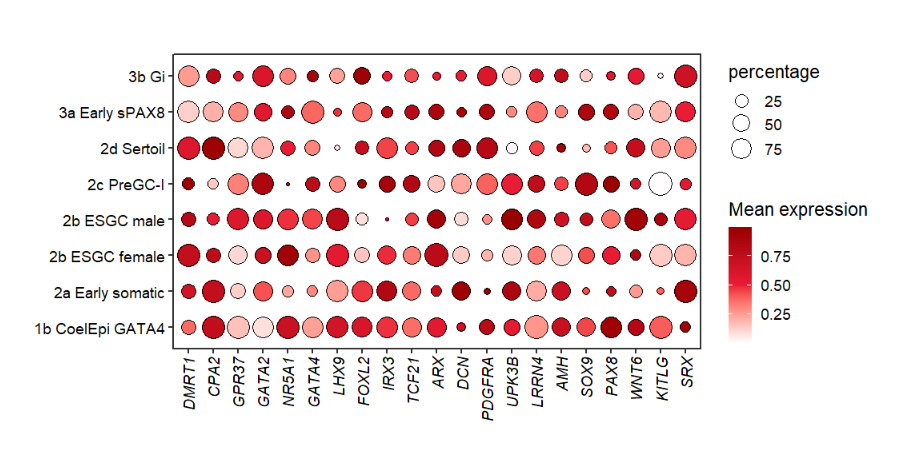 3b Gi
3a Early sPAX8
2d Sertoil
2c PreGC-I
2b ESGC male
2b ESGC female
2a Early somatic
1b CoelEpi GATA4
DMRT1
CPA2
GPR37
GATA2
NR5A1
GATA4
LHX9
FOXL2
IRX3
TCF21
ARX
DCN
PDGFRA
UPK3B
LRRN4
AMH
SOX9
PAX8
WNT6
KITLG
SRX
percentage
25
50
75
Mean expression
0.75
0.50
0.25